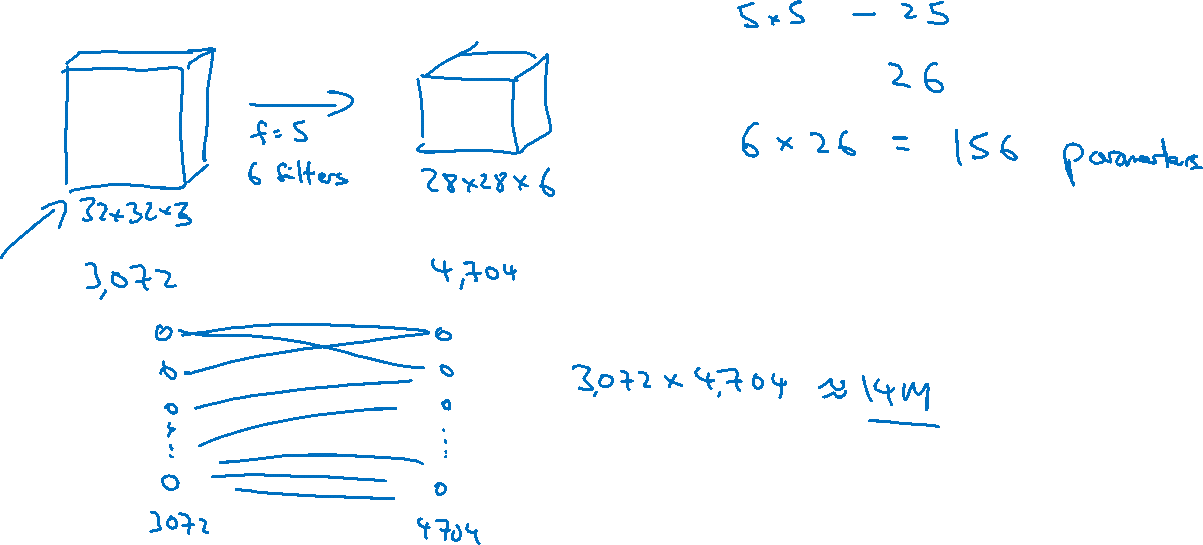 5×5 - 25
26
6 × 26 = 156 parameters
f=5
6 filters
32×32×3
28×28×6
3,072
4,704
3,072 × 4,704 ≈ 14M
3072
4704